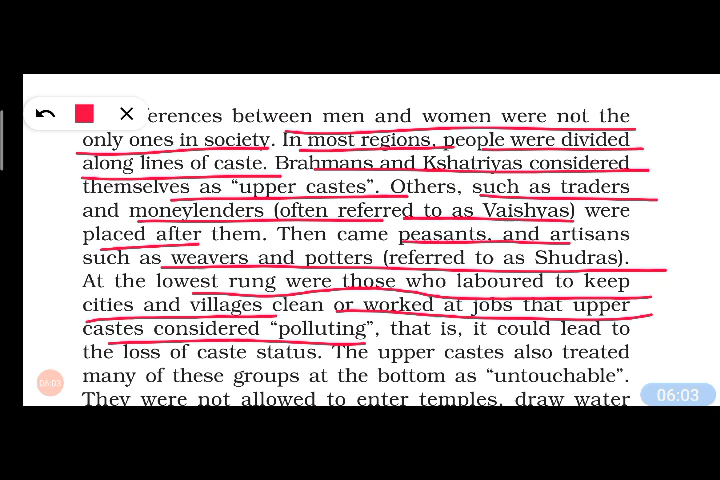 erences between men and women were not the
only ones in society. In most regions, people were divided
along lines of caste. Brahmans and Kshatriyas considered
themselves as “upper castes”. Others, such as traders
and moneylenders (often referred to as Vaishyas) were
placed after them. Then came peasants, and artisans
such as weavers and potters (referred to as Shudras).
At the lowest rung were those who laboured to keep
cities and villages clean or worked at jobs that upper
castes considered “polluting”, that is, it could lead to
the loss of caste status. The upper castes also treated
many of these groups at the bottom as “untouchable”.
They were not allowed to enter temples, draw water
06:03
06:03